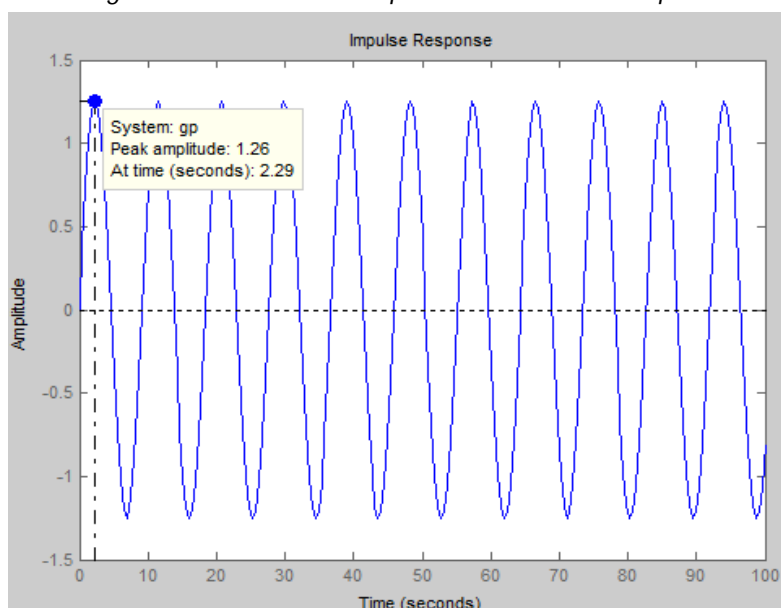 Impulse Response
1.5
1
0.5
0
-0.5
-1
-1.5
Amplitude
System: gp
Peak amplitude: 1.26
At time (seconds): 2.29
0 10 20 30 40 50 60 70 80 90 100
Time (seconds)